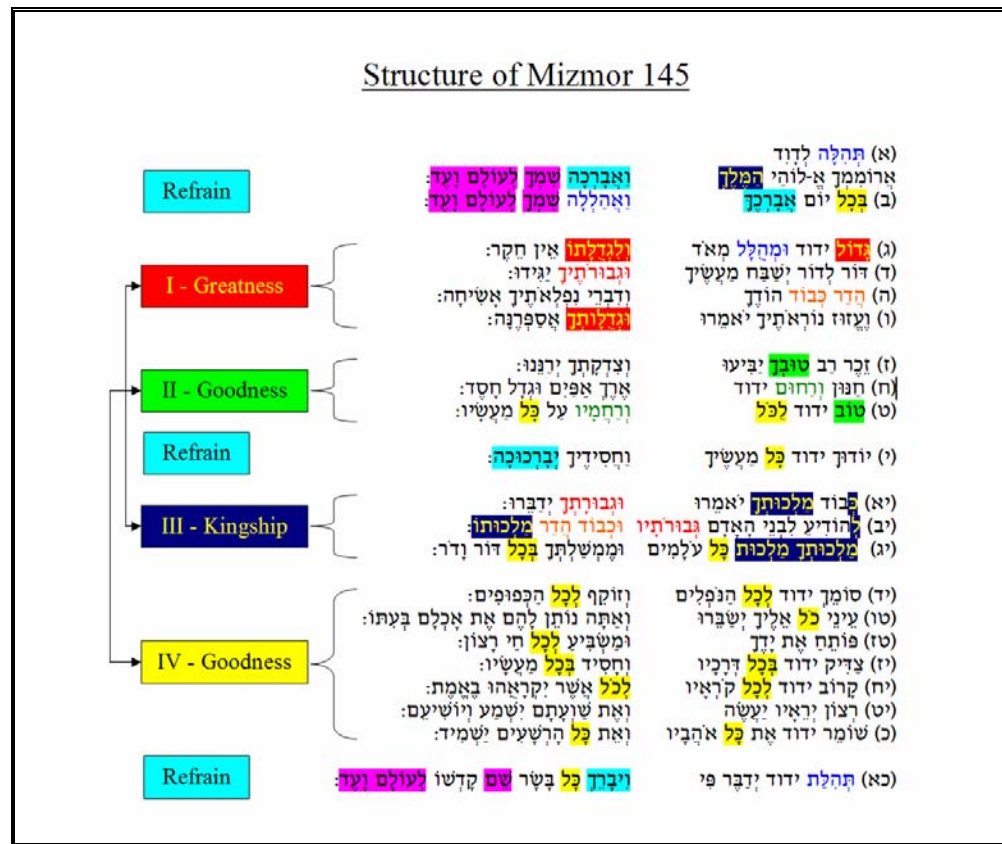 Structure of Mizmor 145
Refrain
(א) תְּהִלָּה לְדָוִד
אֲרוֹמִמְךָ אֱ-לוֹהַי הַמֶּלֶךְ וַאֲבָרְכָה שִׁמְךָ לְעוֹלָם וָעֶד:
(ב) בְּכָל יוֹם אֲבָרְכֶךָּ וַאֲהַלְלָה שִׁמְךָ לְעוֹלָם וָעֶד:
I - Greatness
(ג) גָּדוֹל ידוד וּמְהֻלָּל מְאֹד וְלִגְדֻלָּתוֹ אֵין חֵקֶר:
(ד) דּוֹר לְדוֹר יְשַׁבַּח מַעֲשֶׂיךָ וּגְבוּרֹתֶיךָ יַגִּידוּ:
(ה) הֲדַר כְּבוֹד הוֹדֶךָ וְדִבְרֵי נִפְלְאֹתֶיךָ אָשִׂיחָה:
(ו) וֶעֱזוּז נוֹרְאֹתֶיךָ יֹאמֵרוּ וּגְדֻלָּותְךָ אֲסַפְּרֶנָּה:
II - Goodness
(ז) זֵכֶר רַב טוּבְךָ יַבִּיעוּ וְצִדְקָתְךָ יְרַנֵּנוּ:
(ח) חַנּוּן וְרַחוּם ידוד אֶרֶךְ אַפַּיִם וּגְדָל חָסֶד:
(ט) טוֹב ידוד לַכֹּל וְרַחֲמָיו עַל כָּל מַעֲשָׂיו:
Refrain
(י) יוֹדוּךָ ידוד כָּל מַעֲשֶׂיךָ וַחֲסִידֶיךָ יְבָרְכוּכָה:
III - Kingship
(יא) כְּבוֹד מַלְכוּתְךָ יֹאמֵרוּ וּגְבוּרָתְךָ יְדַבֵּרוּ:
(יב) לְהוֹדִיעַ לִבְנֵי הָאָדָם גְּבוּרֹתָיו וּכְבוֹד הֲדַר מַלְכוּתוֹ:
(יג) מַלְכוּתְךָ מַלְכוּת כָּל עֹלָמִים וּמֶמְשַׁלְתְּךָ בְּכָל דּוֹר וָדֹר:
IV - Goodness
(יד) סוֹמֵךְ ידוד לְכָל הַנֹּפְלִים וְזוֹקֵף לְכָל הַכְּפוּפִים:
(טו) עֵינֵי כֹל אֵלֶיךָ יְשַׂבֵּרוּ וְאַתָּה נוֹתֵן לָהֶם אֶת אָכְלָם בְּעִתּוֹ:
(טז) פּוֹתֵחַ אֶת יָדֶךָ וּמַשְׂבִּיעַ לְכָל חַי רָצוֹן:
(יז) צַדִּיק ידוד בְּכָל דְּרָכָיו וְחָסִיד בְּכָל מַעֲשָׂיו:
(יח) קָרוֹב ידוד לְכָל קֹרְאָיו לְכֹל אֲשֶׁר יִקְרָאֻהוּ בֶאֱמֶת:
(יט) רְצוֹן יְרֵאָיו יַעֲשֶׂה וְאֶת שַׁוְעָתָם יִשְׁמַע וְיוֹשִׁיעֵם:
(כ) שׁוֹמֵר ידוד אֶת כָּל אֹהֲבָיו וְאֵת כָּל הָרְשָׁעִים יַשְׁמִיד:
Refrain
(כא) תְּהִלַּת ידוד יְדַבֶּר פִּי וִיבָרֵךְ כָּל בָּשָׂר שֵׁם קָדְשׁוֹ לְעוֹלָם וָעֶד: